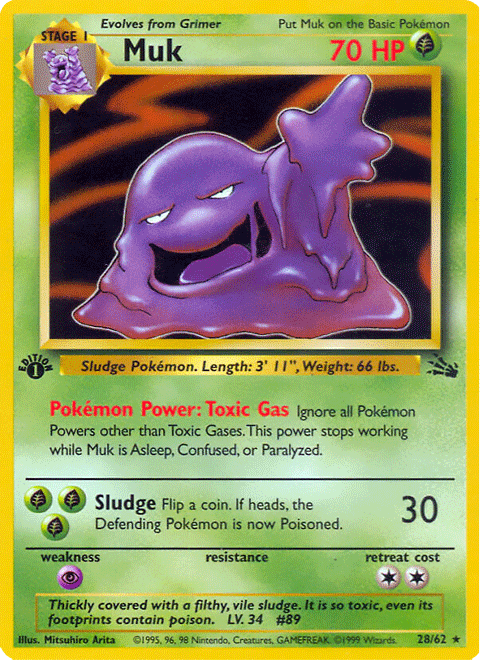 Evolves from Grimer
Put Muk on the Basic Pokémon
STAGE 1
Muk
70 HP
EDITION
1
Sludge Pokémon. Length: 3' 11", Weight: 66 lbs.
Pokémon Power: Toxic Gas Ignore all Pokémon
Powers other than Toxic Gases. This power stops working
while Muk is Asleep, Confused, or Paralyzed.
Sludge Flip a coin. If heads, the
Defending Pokémon is now Poisoned.
30
weakness
resistance
retreat cost
Thickly covered with a filthy, vile sludge. It is so toxic, even its
footprints contain poison. LV. 34 #89
Illus. Mitsuhiro Arita
©1995, 96, 98 Nintendo, Creatures, GAMEFREAK. ©1999 Wizards.
28/62 ★